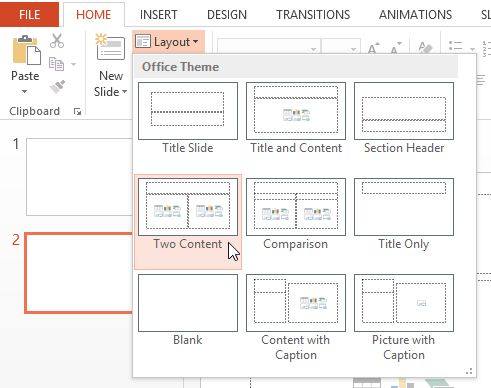 FILE HOME INSERT DESIGN TRANSITIONS ANIMATIONS SL
Layout
Paste
New
Slide
Clipboard
Office Theme
Title Slide Title and Content Section Header
Two Content Comparison Title Only
Blank Content with Caption Picture with Caption
1
2